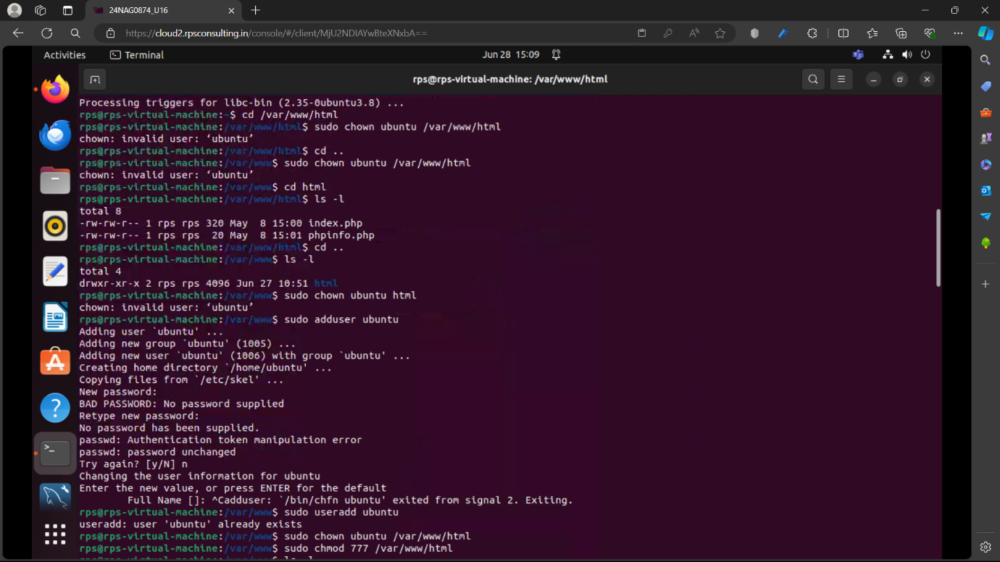 24NAG0874_U16
https://cloud2.rpsconsulting.in/console/#/client/MjU2NDIAYwBteXNxbA==
Activities
Terminal
Jun 28 15:09
rps@rps-virtual-machine: /var/www/html
Processing triggers for libc-bin (2.35-0ubuntu3.8) ...
rps@rps-virtual-machine:~$ cd /var/www/html
rps@rps-virtual-machine:/var/www/html$ sudo chown ubuntu /var/www/html
chown: invalid user: ‘ubuntu’
rps@rps-virtual-machine:/var/www/html$ cd ..
rps@rps-virtual-machine:/var/www$ sudo chown ubuntu /var/www/html
chown: invalid user: ‘ubuntu’
rps@rps-virtual-machine:/var/www$ cd html
rps@rps-virtual-machine:/var/www/html$ ls -l
total 8
-rw-rw-r-- 1 rps rps 320 May  8 15:00 index.php
-rw-rw-r-- 1 rps rps  20 May  8 15:01 phpinfo.php
rps@rps-virtual-machine:/var/www/html$ cd ..
rps@rps-virtual-machine:/var/www$ ls -l
total 4
drwxr-xr-x 2 rps rps 4096 Jun 27 10:51 html
rps@rps-virtual-machine:/var/www$ sudo chown ubuntu html
chown: invalid user: ‘ubuntu’
rps@rps-virtual-machine:/var/www$ sudo adduser ubuntu
Adding user `ubuntu' ...
Adding new group `ubuntu' (1005) ...
Adding new user `ubuntu' (1006) with group `ubuntu' ...
Creating home directory `/home/ubuntu' ...
Copying files from `/etc/skel' ...
New password:
BAD PASSWORD: No password supplied
Retype new password:
No password has been supplied.
passwd: Authentication token manipulation error
passwd: password unchanged
Try again? [y/N] n
Changing the user information for ubuntu
Enter the new value, or press ENTER for the default
Full Name []: ^Cadduser: `/bin/chfn ubuntu' exited from signal 2. Exiting.
rps@rps-virtual-machine:/var/www$ sudo useradd ubuntu
useradd: user 'ubuntu' already exists
rps@rps-virtual-machine:/var/www$ sudo chown ubuntu /var/www/html
rps@rps-virtual-machine:/var/www$ sudo chmod 777 /var/www/html